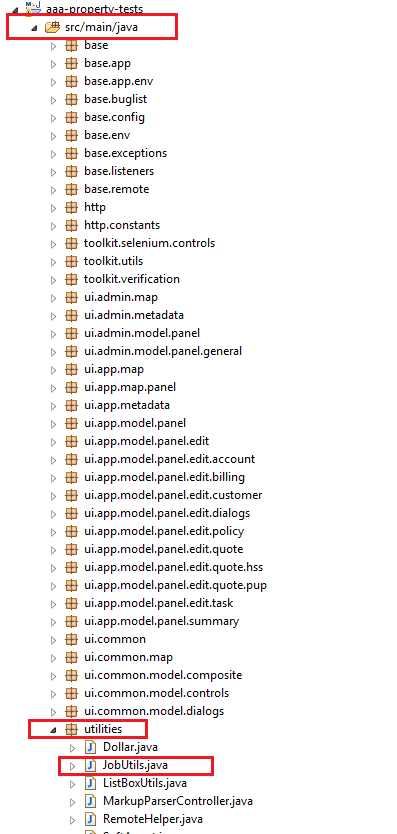 aaa-property-tests
src/main/java
base
base.app
base.app.env
base.buglist
base.config
base.env
base.exceptions
base.listeners
base.remote
http
http.constants
toolkit.selenium.controls
toolkit.utils
toolkit.verification
ui.admin.map
ui.admin.metadata
ui.admin.model.panel
ui.admin.model.panel.general
ui.app.map
ui.app.map.panel
ui.app.metadata
ui.app.model.panel
ui.app.model.panel.edit
ui.app.model.panel.edit.account
ui.app.model.panel.edit.billing
ui.app.model.panel.edit.customer
ui.app.model.panel.edit.dialogs
ui.app.model.panel.edit.policy
ui.app.model.panel.edit.quote
ui.app.model.panel.edit.quote.hss
ui.app.model.panel.edit.quote.pup
ui.app.model.panel.edit.task
ui.app.model.panel.summary
ui.common
ui.common.map
ui.common.model.composite
ui.common.model.controls
ui.common.model.dialogs
utilities
Dollar.java
JobUtils.java
ListBoxUtils.java
MarkupParserController.java
RemoteHelper.java